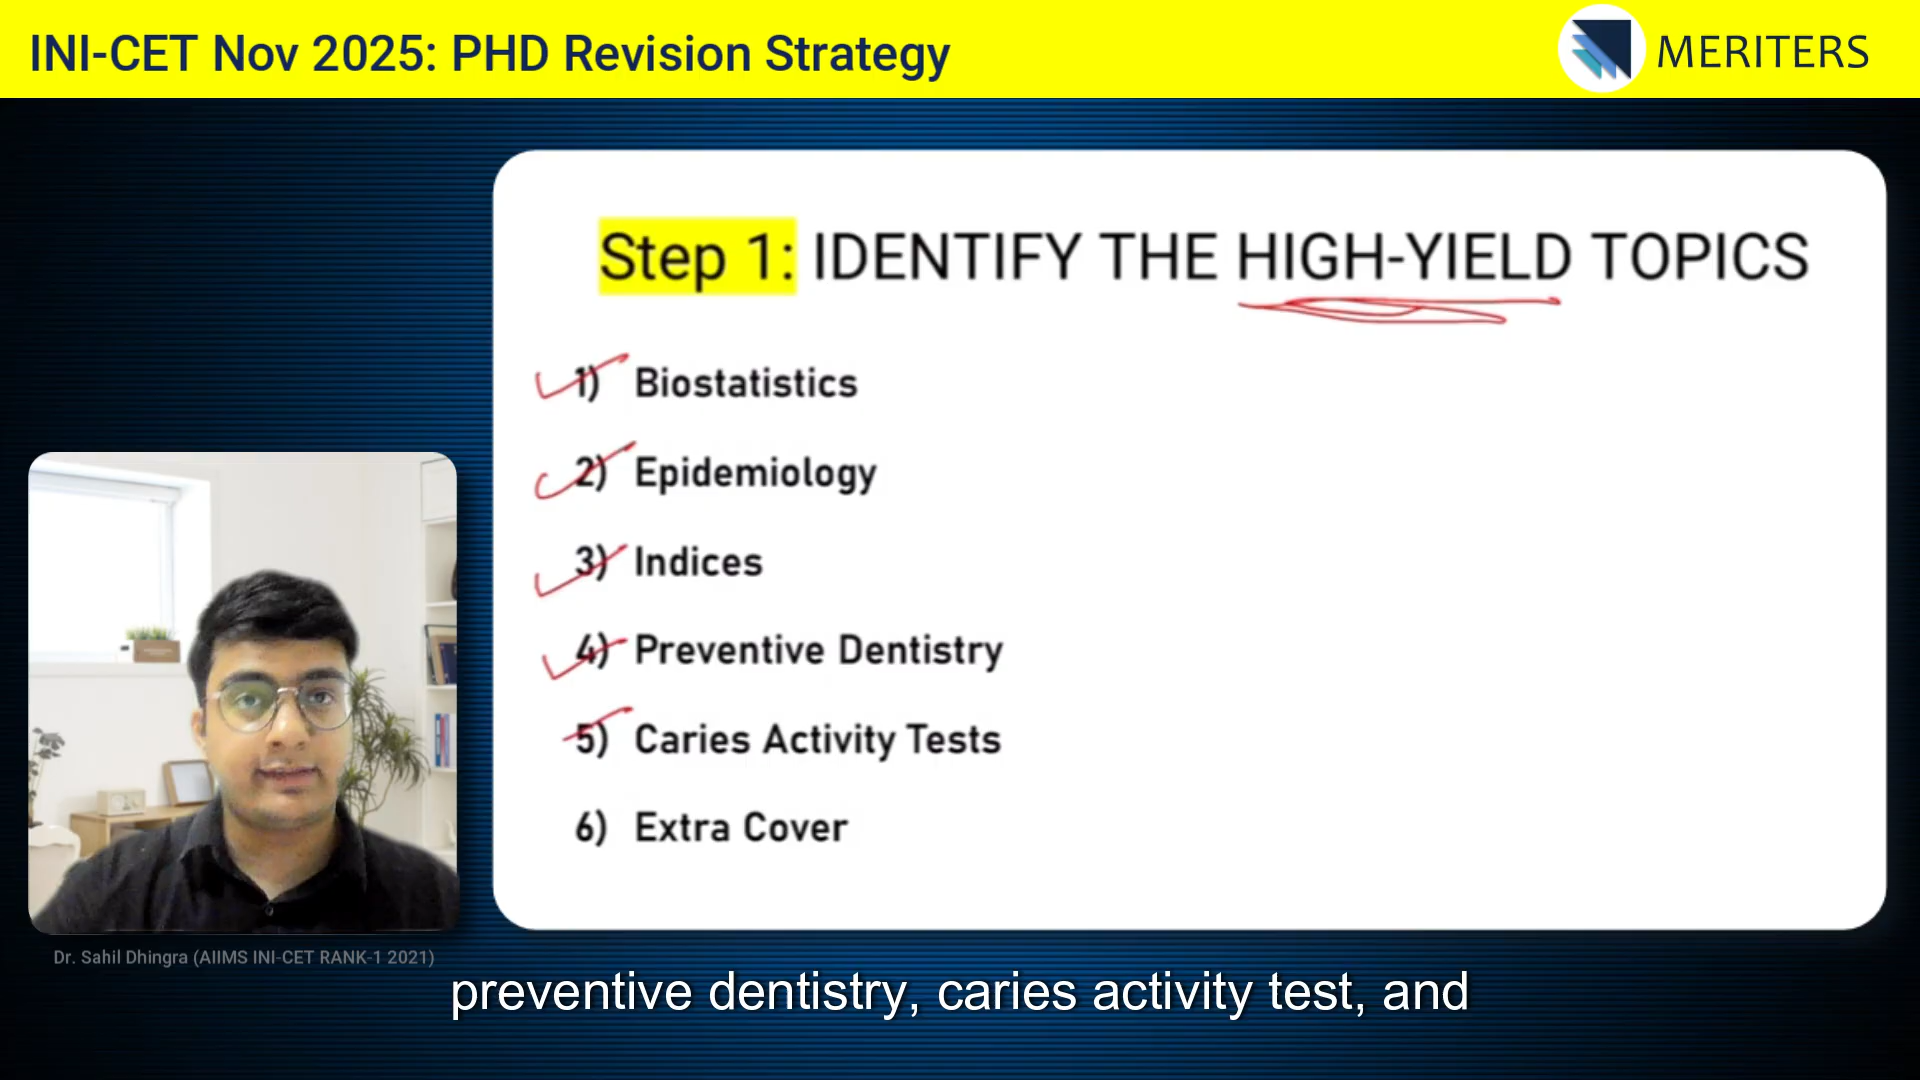 INI-CET Nov 2025: PHD Revision Strategy
MERITERS
Step 1: IDENTIFY THE HIGH-YIELD TOPICS
1) Biostatistics
2) Epidemiology
3) Indices
4) Preventive Dentistry
5) Caries Activity Tests
6) Extra Cover
Dr. Sahil Dhingra (AIIMS INI-CET RANK-1 2021)
preventive dentistry, caries activity test, and